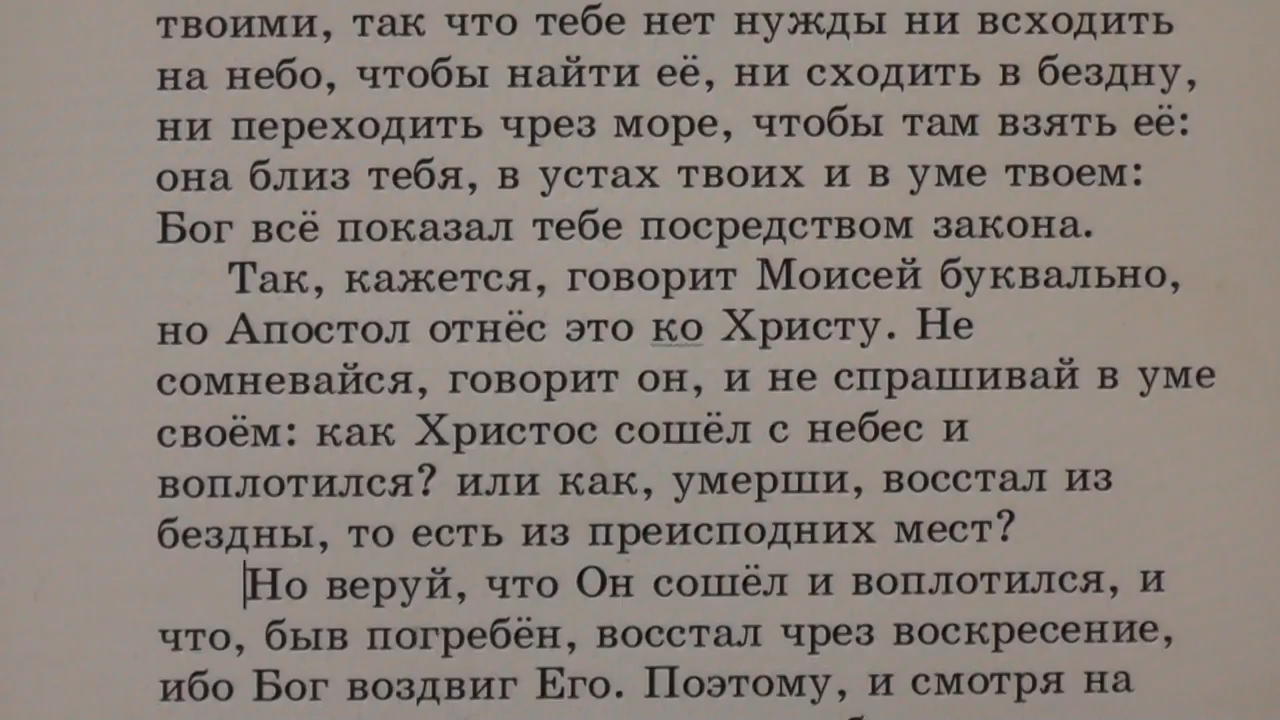 твоими, так что тебе нет нужды ни всходить
на небо, чтобы найти её, ни сходить в бездну,
ни переходить чрез море, чтобы там взять её:
она близ тебя, в устах твоих и в уме твоем:
Бог всё показал тебе посредством закона.
Так, кажется, говорит Моисей буквально,
но Апостол отнёс это ко Христу. Не
сомневайся, говорит он, и не спрашивай в уме
своём: как Христос сошёл с небес и
воплотился? или как, умерши, восстал из
бездны, то есть из преисподних мест?
Но веруй, что Он сошёл и воплотился, и
что, быв погребён, восстал чрез воскресение,
ибо Бог воздвиг Его. Поэтому, и смотря на